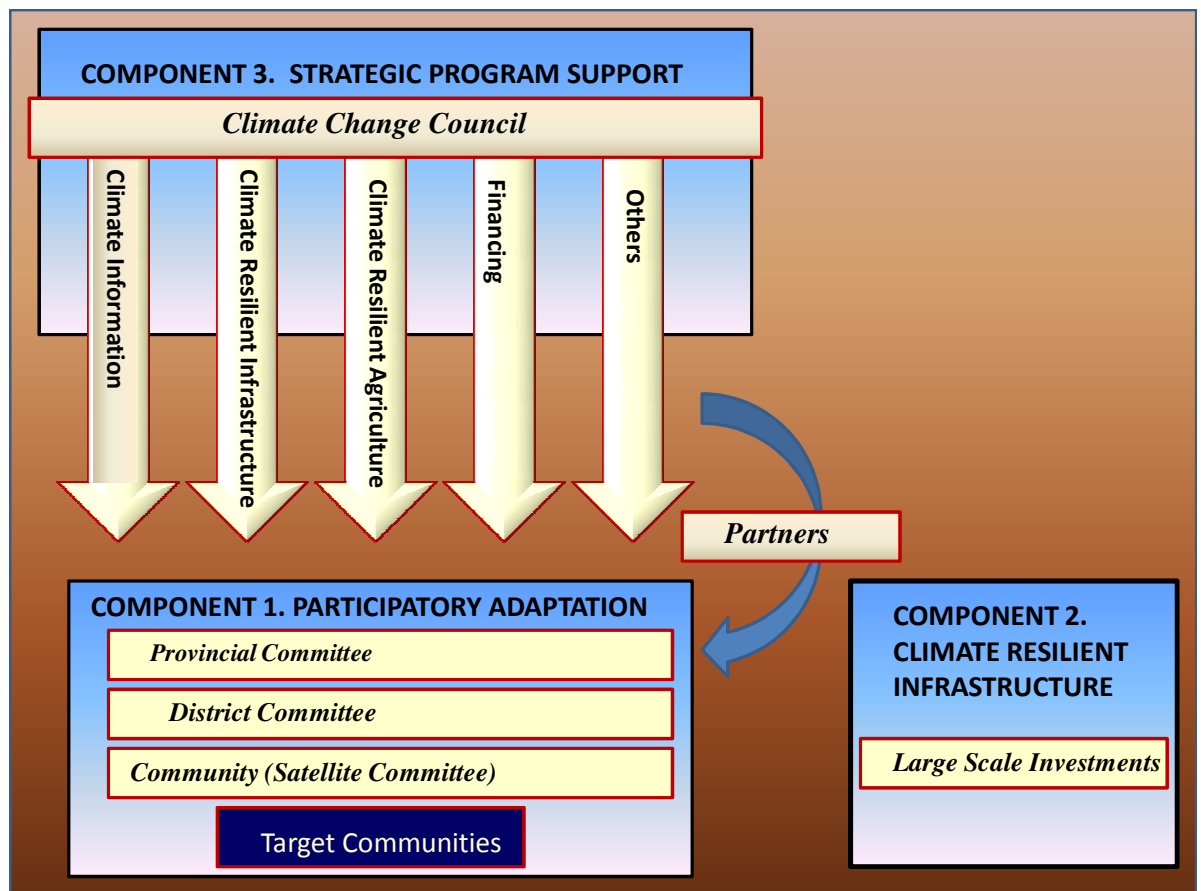 COMPONENT 3. STRATEGIC PROGRAM SUPPORT
Climate Change Council
Climate Information
Climate Resilient Infrastructure
Climate Resilient Agriculture
Financing
Others
Partners
COMPONENT 1. PARTICIPATORY ADAPTATION
Provincial Committee
District Committee
Community (Satellite Committee)
Target Communities
COMPONENT 2.
CLIMATE RESILIENT
INFRASTRUCTURE
Large Scale Investments